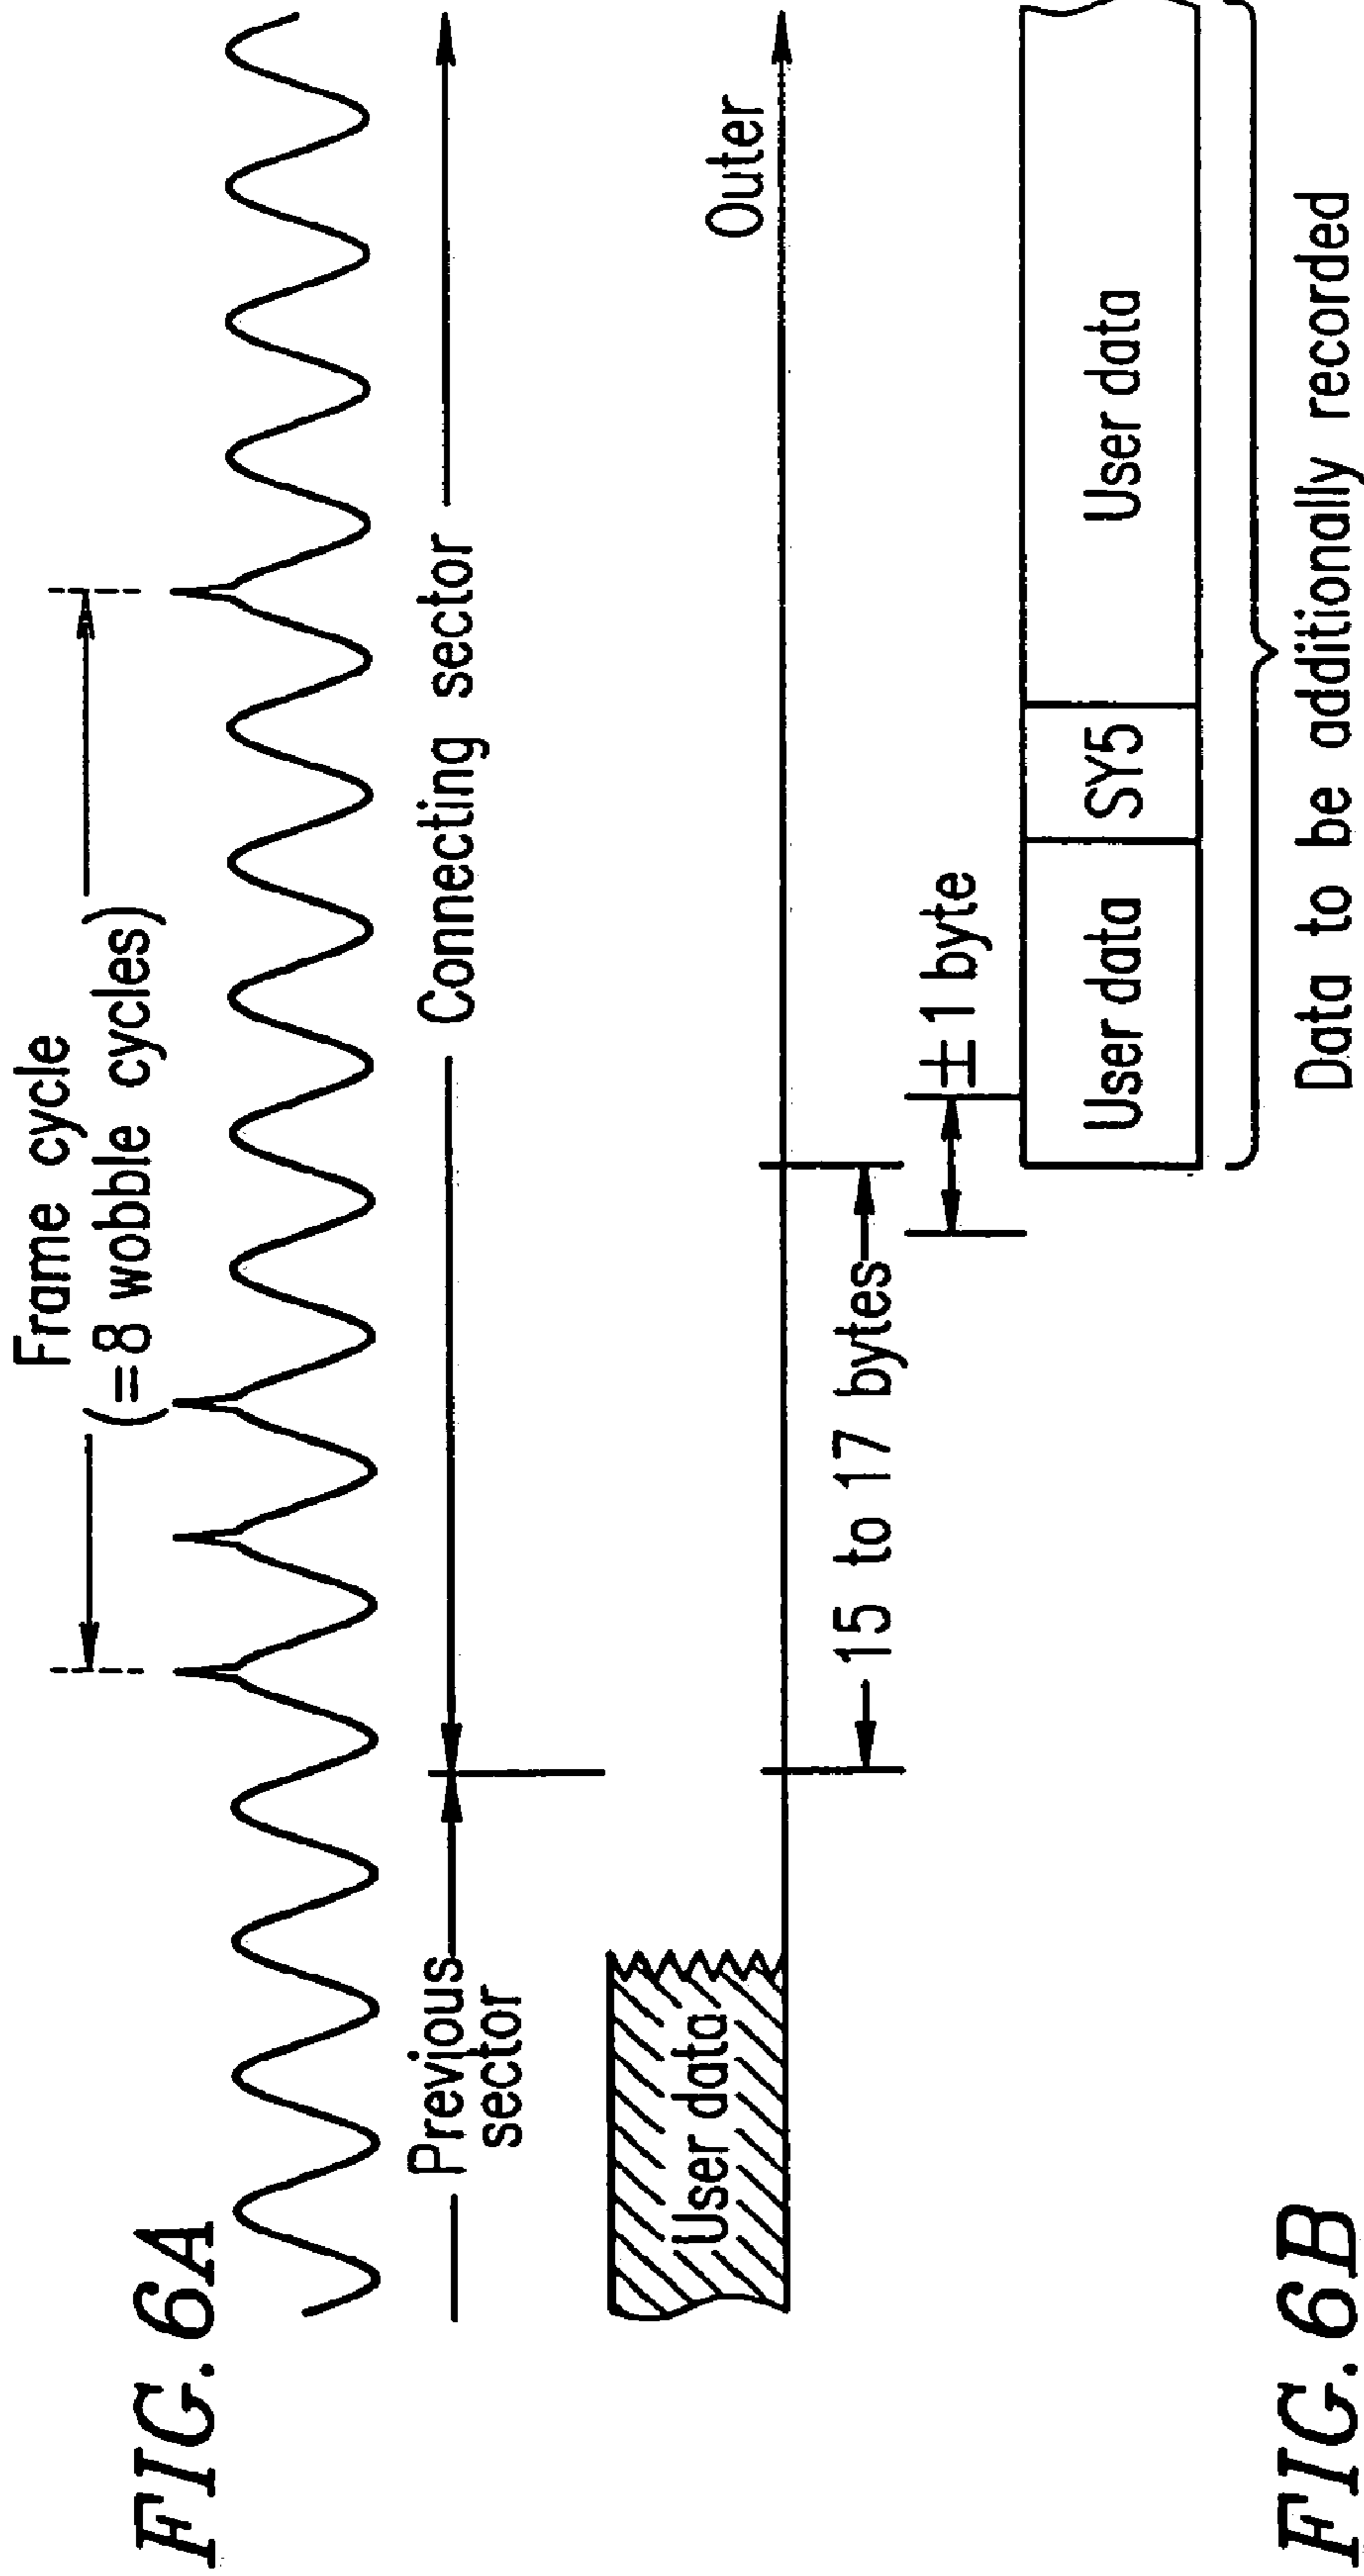 FIG. 6A
Frame cycle
(=8 wobble cycles)
Previous
sector
Connecting sector
User data
Outer
15 to 17 bytes
±1 byte
User data
SY5
User data
Data to be additionally recorded
FIG. 6B